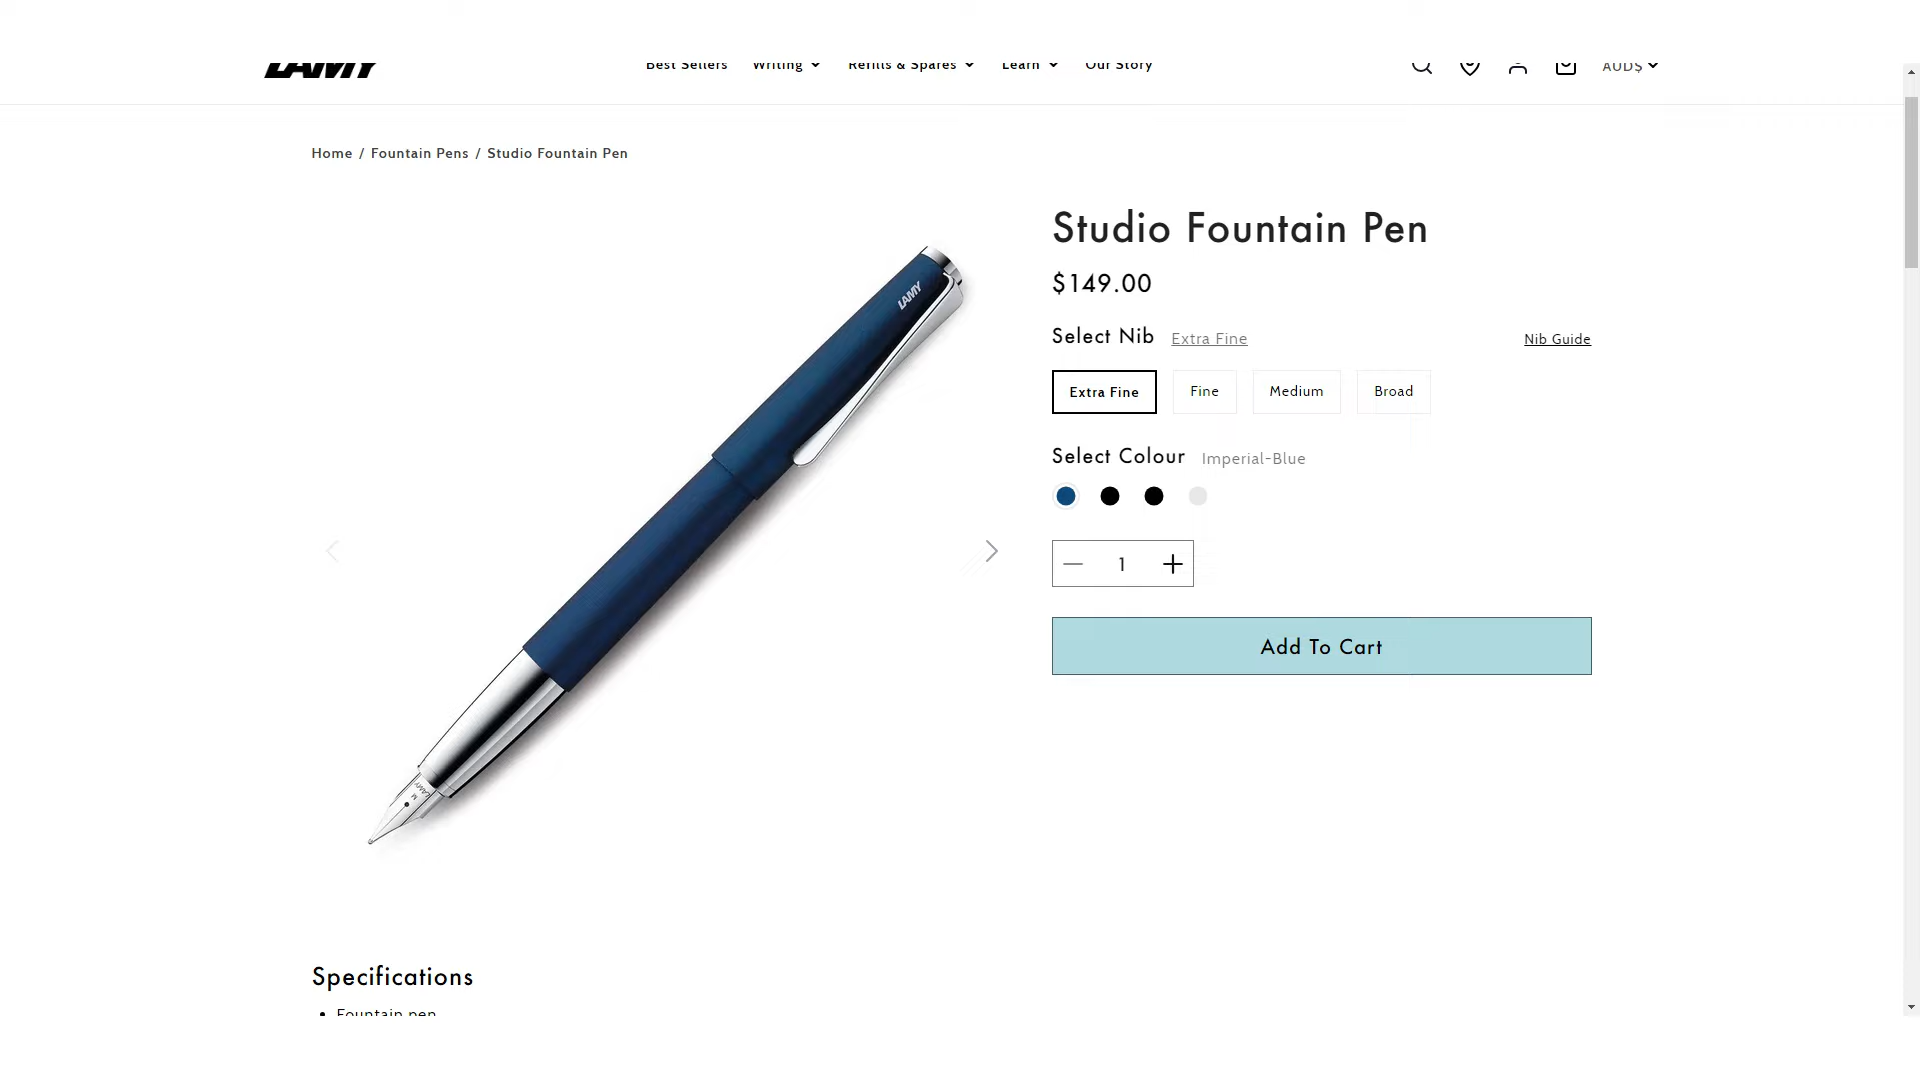 LAMY
Best Sellers Writing Refills & Spares Learn Our Story AUD$
Home / Fountain Pens / Studio Fountain Pen
Studio Fountain Pen
$149.00
Select Nib Extra Fine Nib Guide
Extra Fine Fine Medium Broad
Select Colour Imperial-Blue
1
Add To Cart
LAMY
LAMY
M
Specifications
• Fountain pen